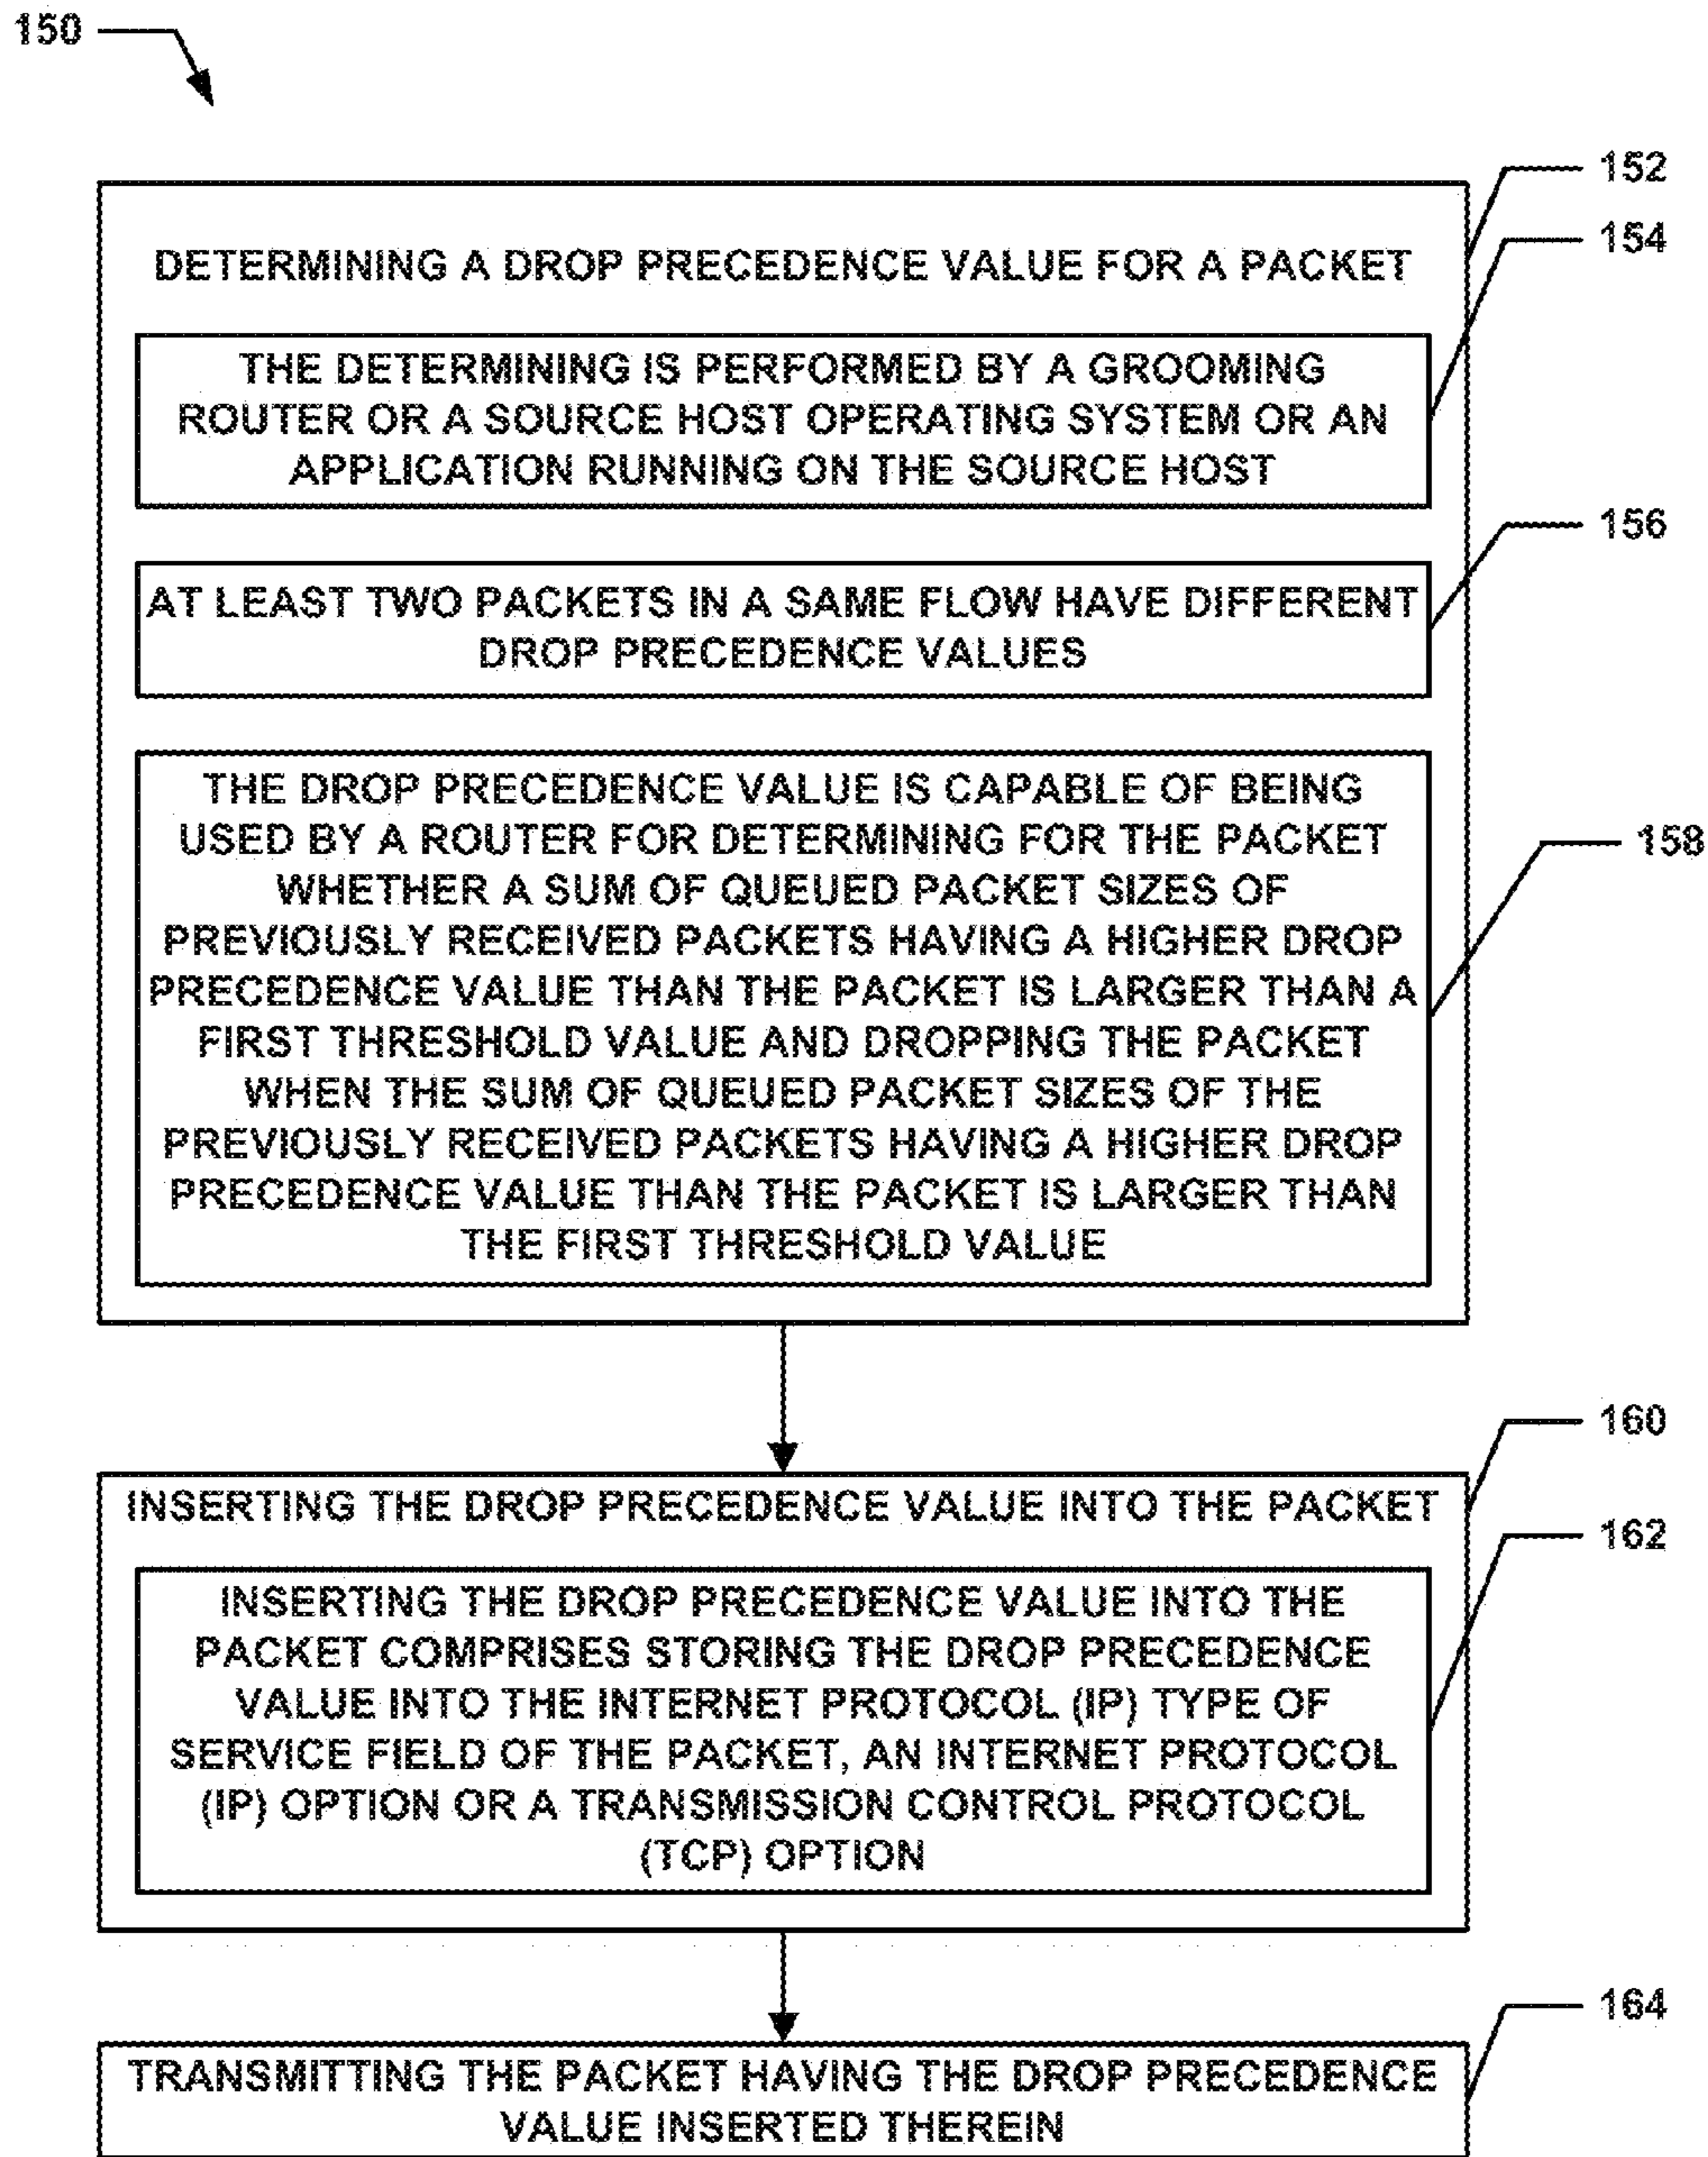 150
152
DETERMINING A DROP PRECEDENCE VALUE FOR A PACKET
154
THE DETERMINING IS PERFORMED BY A GROOMING
ROUTER OR A SOURCE HOST OPERATING SYSTEM OR AN
APPLICATION RUNNING ON THE SOURCE HOST
156
AT LEAST TWO PACKETS IN A SAME FLOW HAVE DIFFERENT
DROP PRECEDENCE VALUES
158
THE DROP PRECEDENCE VALUE IS CAPABLE OF BEING
USED BY A ROUTER FOR DETERMINING FOR THE PACKET
WHETHER A SUM OF QUEUED PACKET SIZES OF
PREVIOUSLY RECEIVED PACKETS HAVING A HIGHER DROP
PRECEDENCE VALUE THAN THE PACKET IS LARGER THAN A
FIRST THRESHOLD VALUE AND DROPPING THE PACKET
WHEN THE SUM OF QUEUED PACKET SIZES OF THE
PREVIOUSLY RECEIVED PACKETS HAVING A HIGHER DROP
PRECEDENCE VALUE THAN THE PACKET IS LARGER THAN
THE FIRST THRESHOLD VALUE
160
INSERTING THE DROP PRECEDENCE VALUE INTO THE PACKET
162
INSERTING THE DROP PRECEDENCE VALUE INTO THE
PACKET COMPRISES STORING THE DROP PRECEDENCE
VALUE INTO THE INTERNET PROTOCOL (IP) TYPE OF
SERVICE FIELD OF THE PACKET, AN INTERNET PROTOCOL
(IP) OPTION OR A TRANSMISSION CONTROL PROTOCOL
(TCP) OPTION
164
TRANSMITTING THE PACKET HAVING THE DROP PRECEDENCE
VALUE INSERTED THEREIN